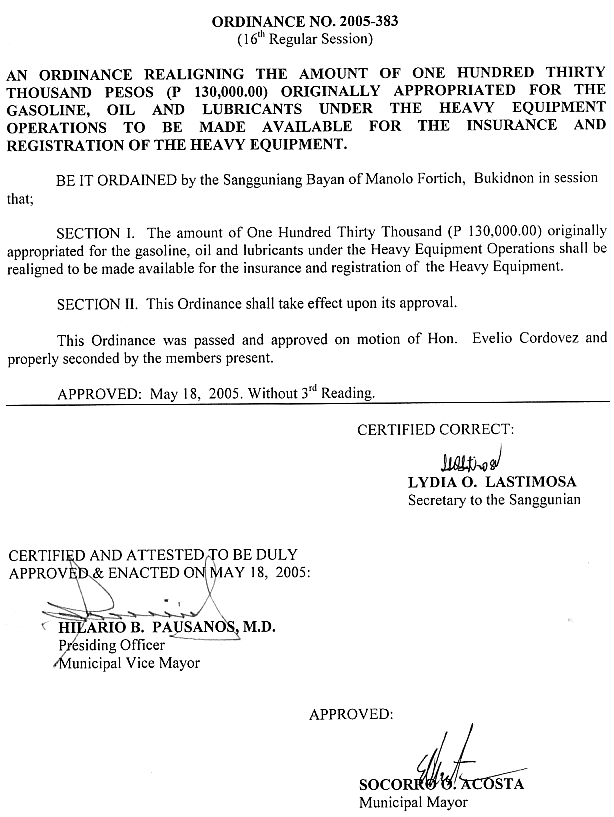 ORDINANCE NO. 2005-383
(16th Regular Session)
AN ORDINANCE REALIGNING THE AMOUNT OF ONE HUNDRED THIRTY
THOUSAND PESOS (P 130,000.00) ORIGINALLY APPROPRIATED FOR THE
GASOLINE, OIL AND LUBRICANTS UNDER THE HEAVY EQUIPMENT
OPERATIONS TO BE MADE AVAILABLE FOR THE INSURANCE AND
REGISTRATION OF THE HEAVY EQUIPMENT.
BE IT ORDAINED by the Sangguniang Bayan of Manolo Fortich, Bukidnon in session
that;
SECTION I. The amount of One Hundred Thirty Thousand (P 130,000.00) originally
appropriated for the gasoline, oil and lubricants under the Heavy Equipment Operations shall be
realigned to be made available for the insurance and registration of the Heavy Equipment.
SECTION II. This Ordinance shall take effect upon its approval.
This Ordinance was passed and approved on motion of Hon. Evelio Cordovez and
properly seconded by the members present.
APPROVED: May 18, 2005. Without 3rd Reading.
CERTIFIED CORRECT:
LYDIA O. LASTIMOSA
Secretary to the Sanggunian
CERTIFIED AND ATTESTED TO BE DULY
APPROVED & ENACTED ON MAY 18, 2005:
HILARIO B. PAUSANOS, M.D.
Presiding Officer
Municipal Vice Mayor
APPROVED:
SOCORRO O. ACOSTA
Municipal Mayor